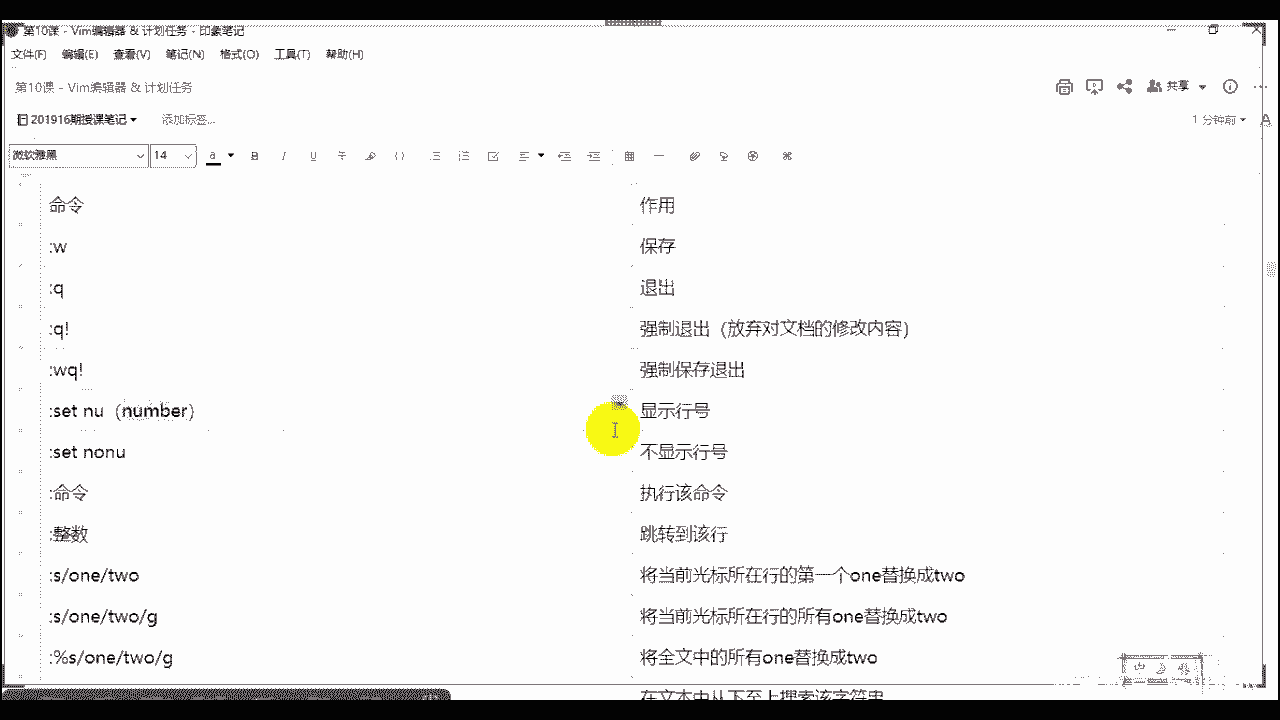 第10课 - Vim编辑器 & 计划任务 - 印象笔记
文件(F) 编辑(E) 查看(V) 笔记(N) 格式(O) 工具(T) 帮助(H)
第10课 - Vim编辑器 & 计划任务
共享
201916期授课笔记 添加标签...
1 分钟前
微软雅黑 14
命令 作用
:w 保存
:q 退出
:q! 强制退出（放弃对文档的修改内容）
:wq! 强制保存退出
:set nu（number） 显示行号
:set nonu 不显示行号
:命令 执行该命令
:整数 跳转到该行
:s/one/two 将当前光标所在行的第一个one替换成two
:s/one/two/g 将当前光标所在行的所有one替换成two
:%s/one/two/g 将全文中的所有one替换成two
在文本中从下至上搜索该字符串